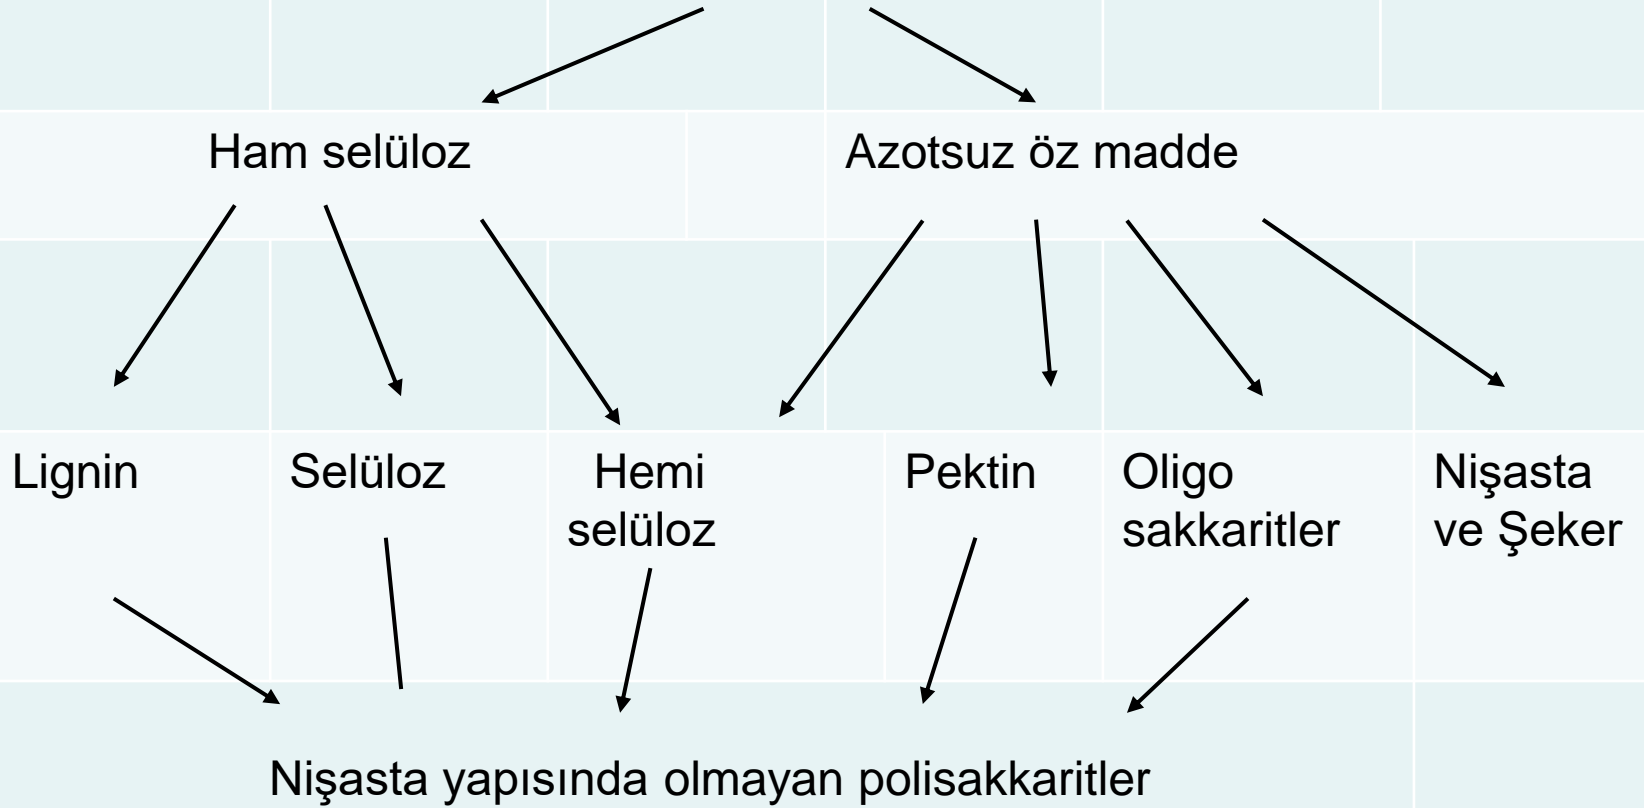 Ham selüloz
Azotsuz öz madde
Lignin
Selüloz
Hemi
selüloz
Pektin
Oligo
sakkaritler
Nişasta
ve Şeker
Nişasta yapısında olmayan polisakkaritler